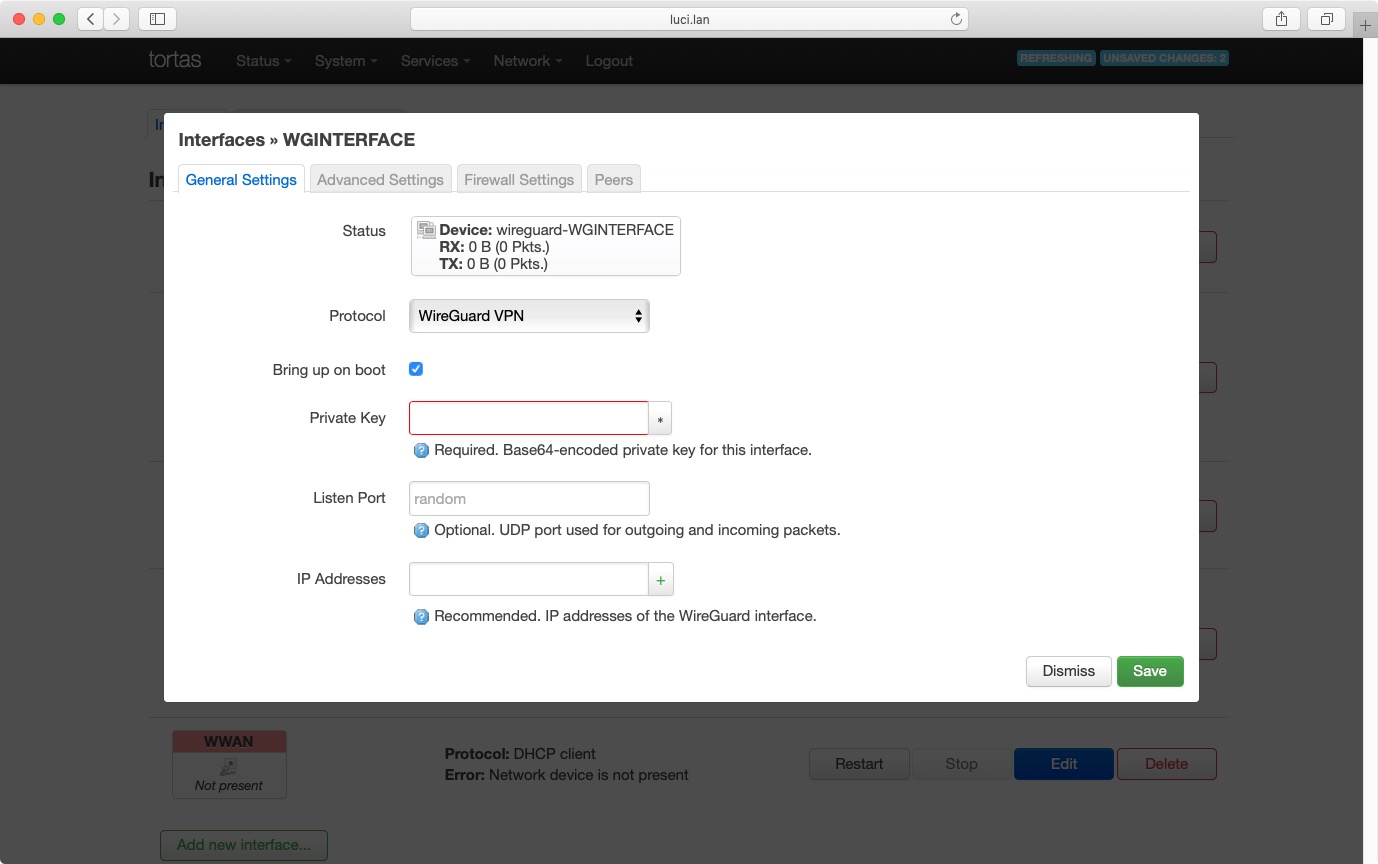 luci.lan
tortas Status System Services Network Logout REFRESHING UNSAVED CHANGES: 2
Interfaces » WGINTERFACE
General Settings Advanced Settings Firewall Settings Peers
Status
Device: wireguard-WGINTERFACE
RX: 0 B (0 Pkts.)
TX: 0 B (0 Pkts.)
Protocol WireGuard VPN
Bring up on boot
Private Key *
Required. Base64-encoded private key for this interface.
Listen Port random
Optional. UDP port used for outgoing and incoming packets.
IP Addresses +
Recommended. IP addresses of the WireGuard interface.
Dismiss Save
WWAN
Not present
Protocol: DHCP client
Error: Network device is not present
Restart Stop Edit Delete
Add new interface...